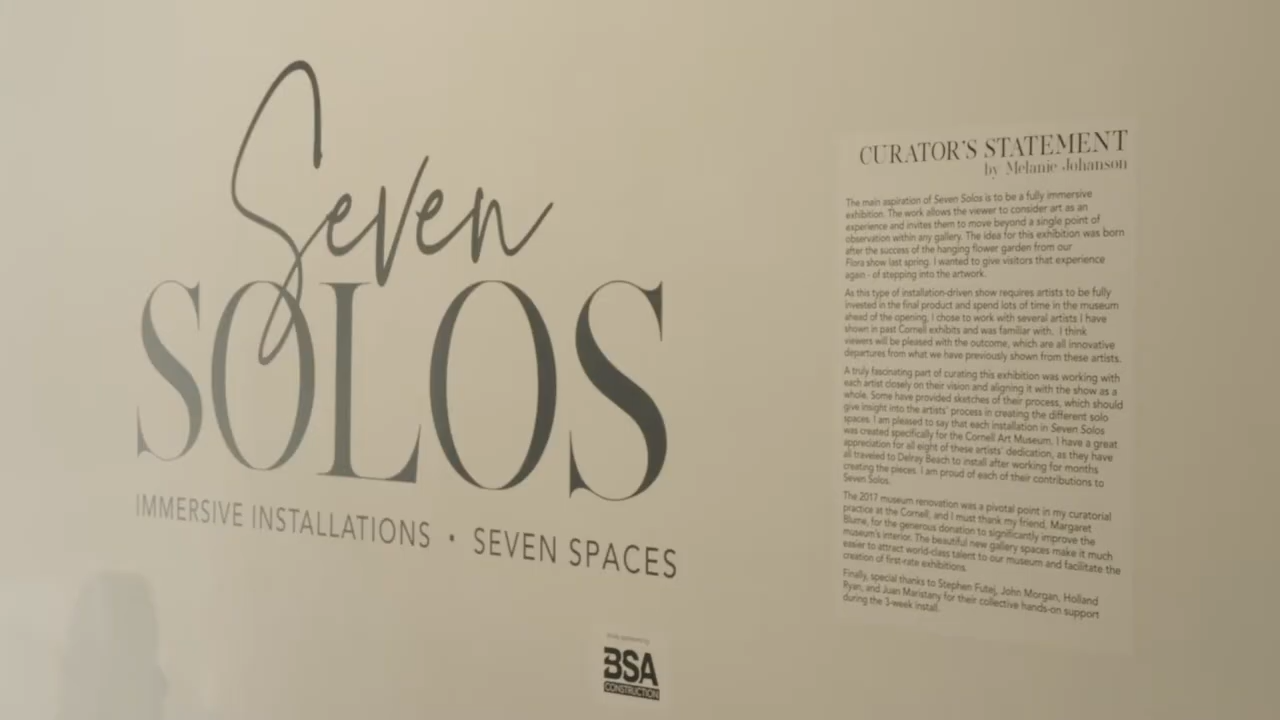 Seven
SOLOS
IMMERSIVE INSTALLATIONS • SEVEN SPACES
BSA
CONSTRUCTION
CURATOR'S STATEMENT
by Melanie Johanson
The main aspiration of Seven Solos is to be a fully immersive
exhibition. The work allows the viewer to consider art as an
experience and invites them to move beyond a single point of
observation within any gallery. The idea for this exhibition was born
after the success of the hanging flower garden from our
Flora show last spring. I wanted to give visitors that experience
again - of stepping into the artwork.
As this type of installation-driven show requires artists to be fully
invested in the final product and spend lots of time in the museum
ahead of the opening, I chose to work with several artists I have
shown in past Cornell exhibits and was familiar with. I think
viewers will be pleased with the outcome, which are all innovative
departures from what we have previously shown from these artists.
A truly fascinating part of curating this exhibition was working with
each artist closely on their vision and aligning it with the show as a
whole. Some have provided sketches of their process, which should
give insight into the artists' process in creating the different solo
spaces. I am pleased to say that each installation in Seven Solos
was created specifically for the Cornell Art Museum. I have a great
appreciation for all eight of these artists' dedication, as they have
all traveled to Delray Beach to install after working for months
creating the pieces. I am proud of each of their contributions to
Seven Solos.
The 2017 museum renovation was a pivotal point in my curatorial
practice at the Cornell, and I must thank my friend, Margaret
Blume, for the generous donation to significantly improve the
museum's interior. The beautiful new gallery spaces make it much
easier to attract world-class talent to our museum and facilitate the
creation of first-rate exhibitions.
Finally, special thanks to Stephen Futej, John Morgan, Holland
Ryan, and Juan Maristany for their collective hands-on support
during the 3-week install.